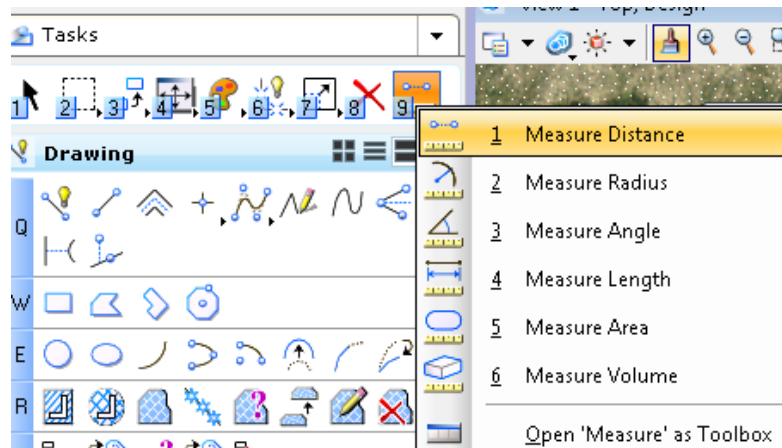 View 1 - Top, Design
Tasks
1 2 3 4 5 6 7 8 9
Drawing
1 Measure Distance
2 Measure Radius
Q
3 Measure Angle
4 Measure Length
W
5 Measure Area
E
6 Measure Volume
R
Open 'Measure' as Toolbox